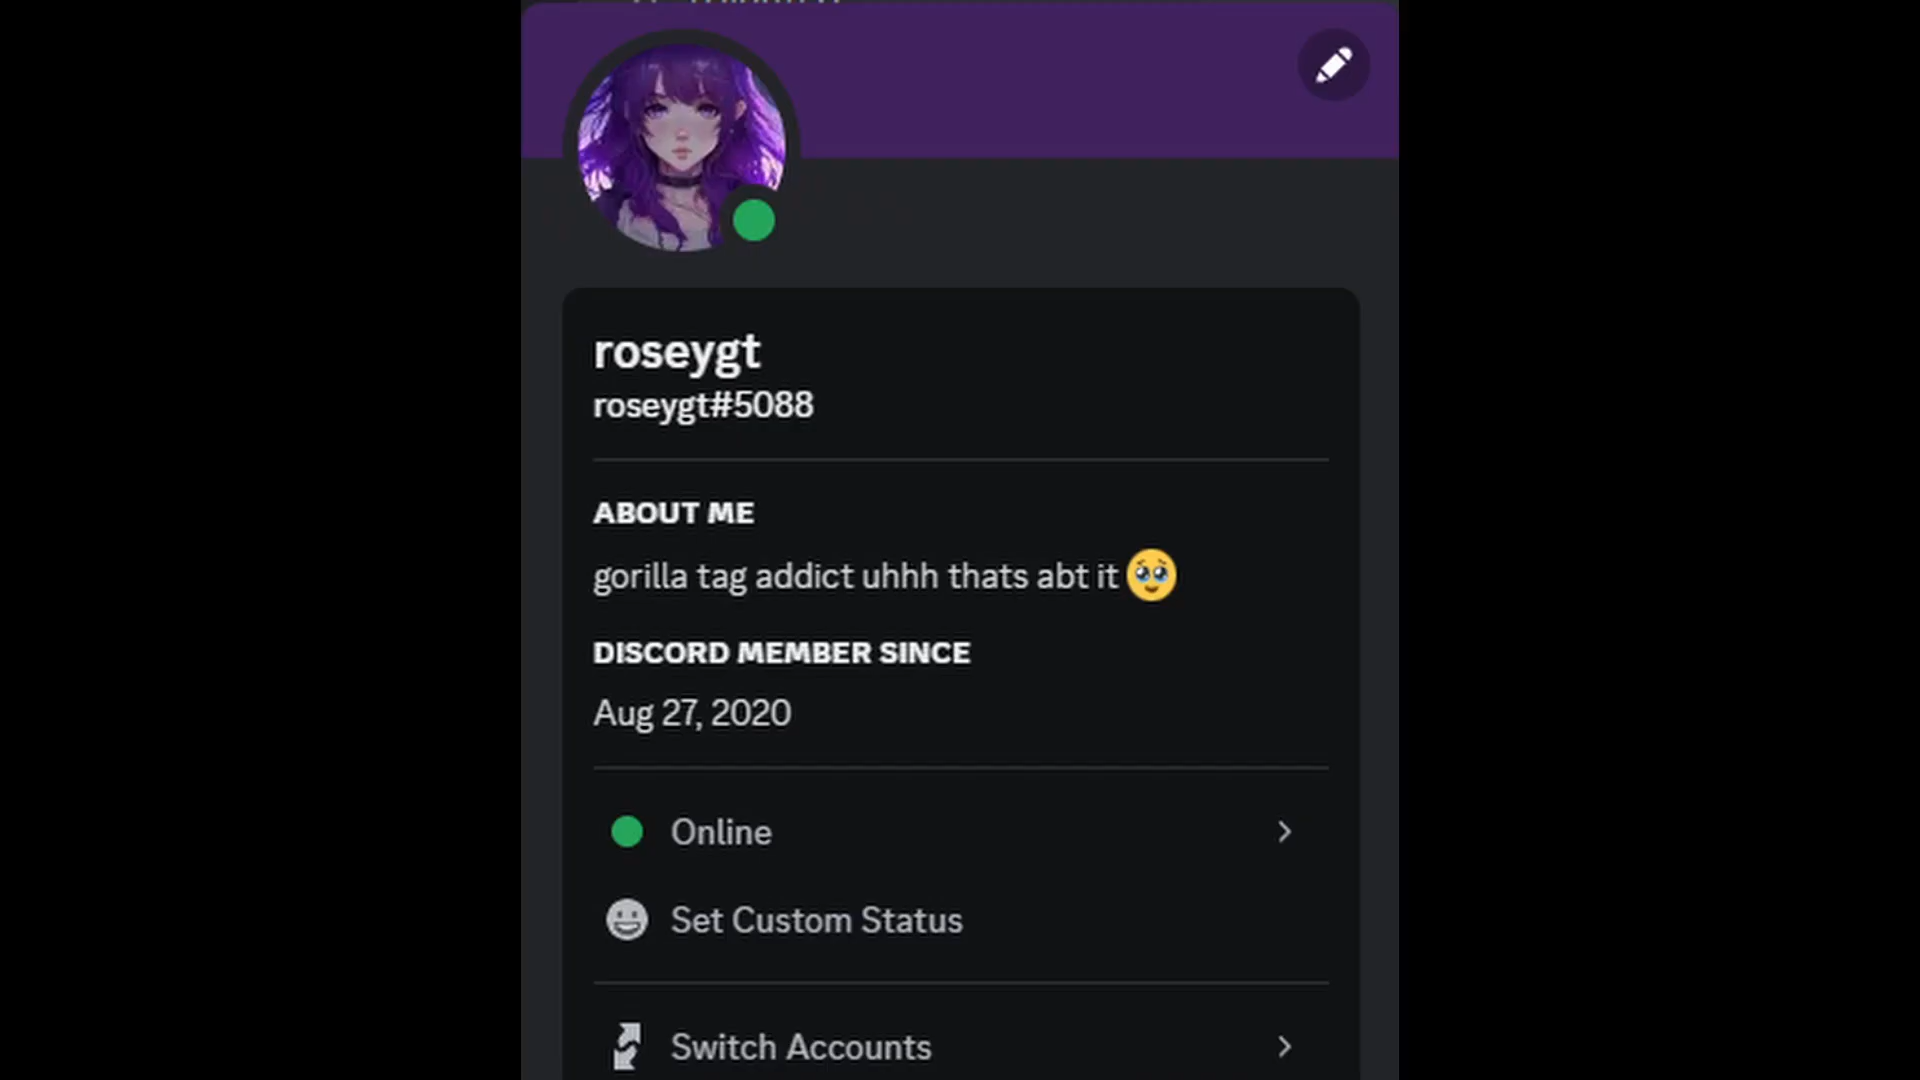 roseygt
roseygt#5088
ABOUT ME
gorilla tag addict uhhh thats abt it 🥹
DISCORD MEMBER SINCE
Aug 27, 2020
Online
Set Custom Status
Switch Accounts